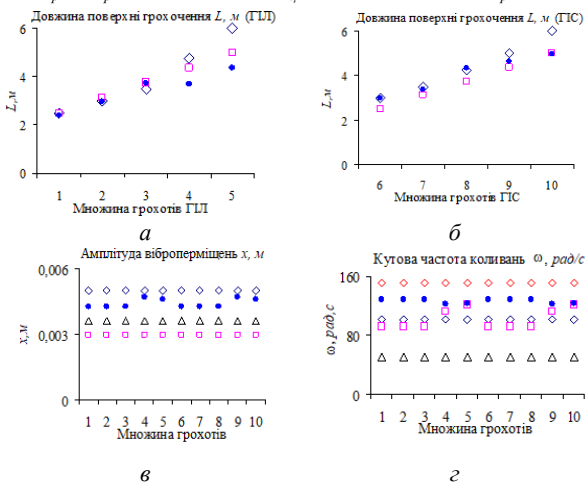 Довжина поверхні грохочення L, м (ГІЛ)
6
4
2
0
L,м
1 2 3 4 5
Множина грохотів ГІЛ
а
Довжина поверхні грохочення L, м (ГІС)
6
4
2
0
L,м
6 7 8 9 10
Множина грохотів ГІС
б
Амплітуда вібропереміщень x, м
0,006
0,003
0
x,м
1 2 3 4 5 6 7 8 9 10
Множина грохотів
в
Кутова частота коливань ω, рад/с
160
80
0
ω, рад,с
1 2 3 4 5 6 7 8 9 10
Множина грохотів
г